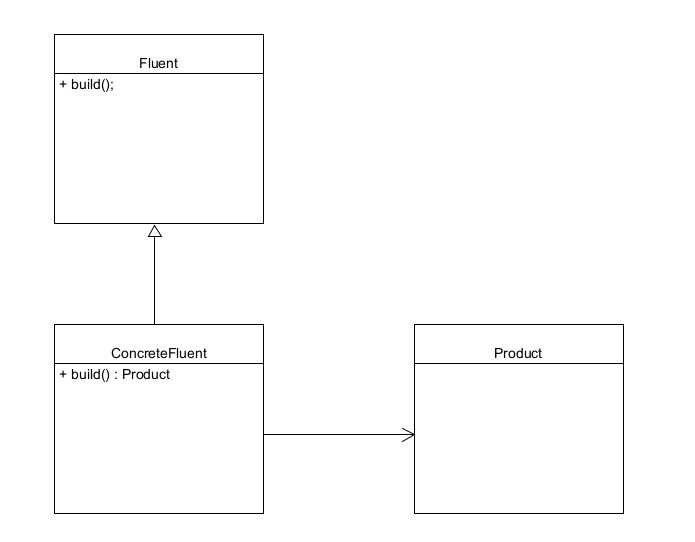 Fluent
+ build();
ConcreteFluent
+ build() : Product
Product